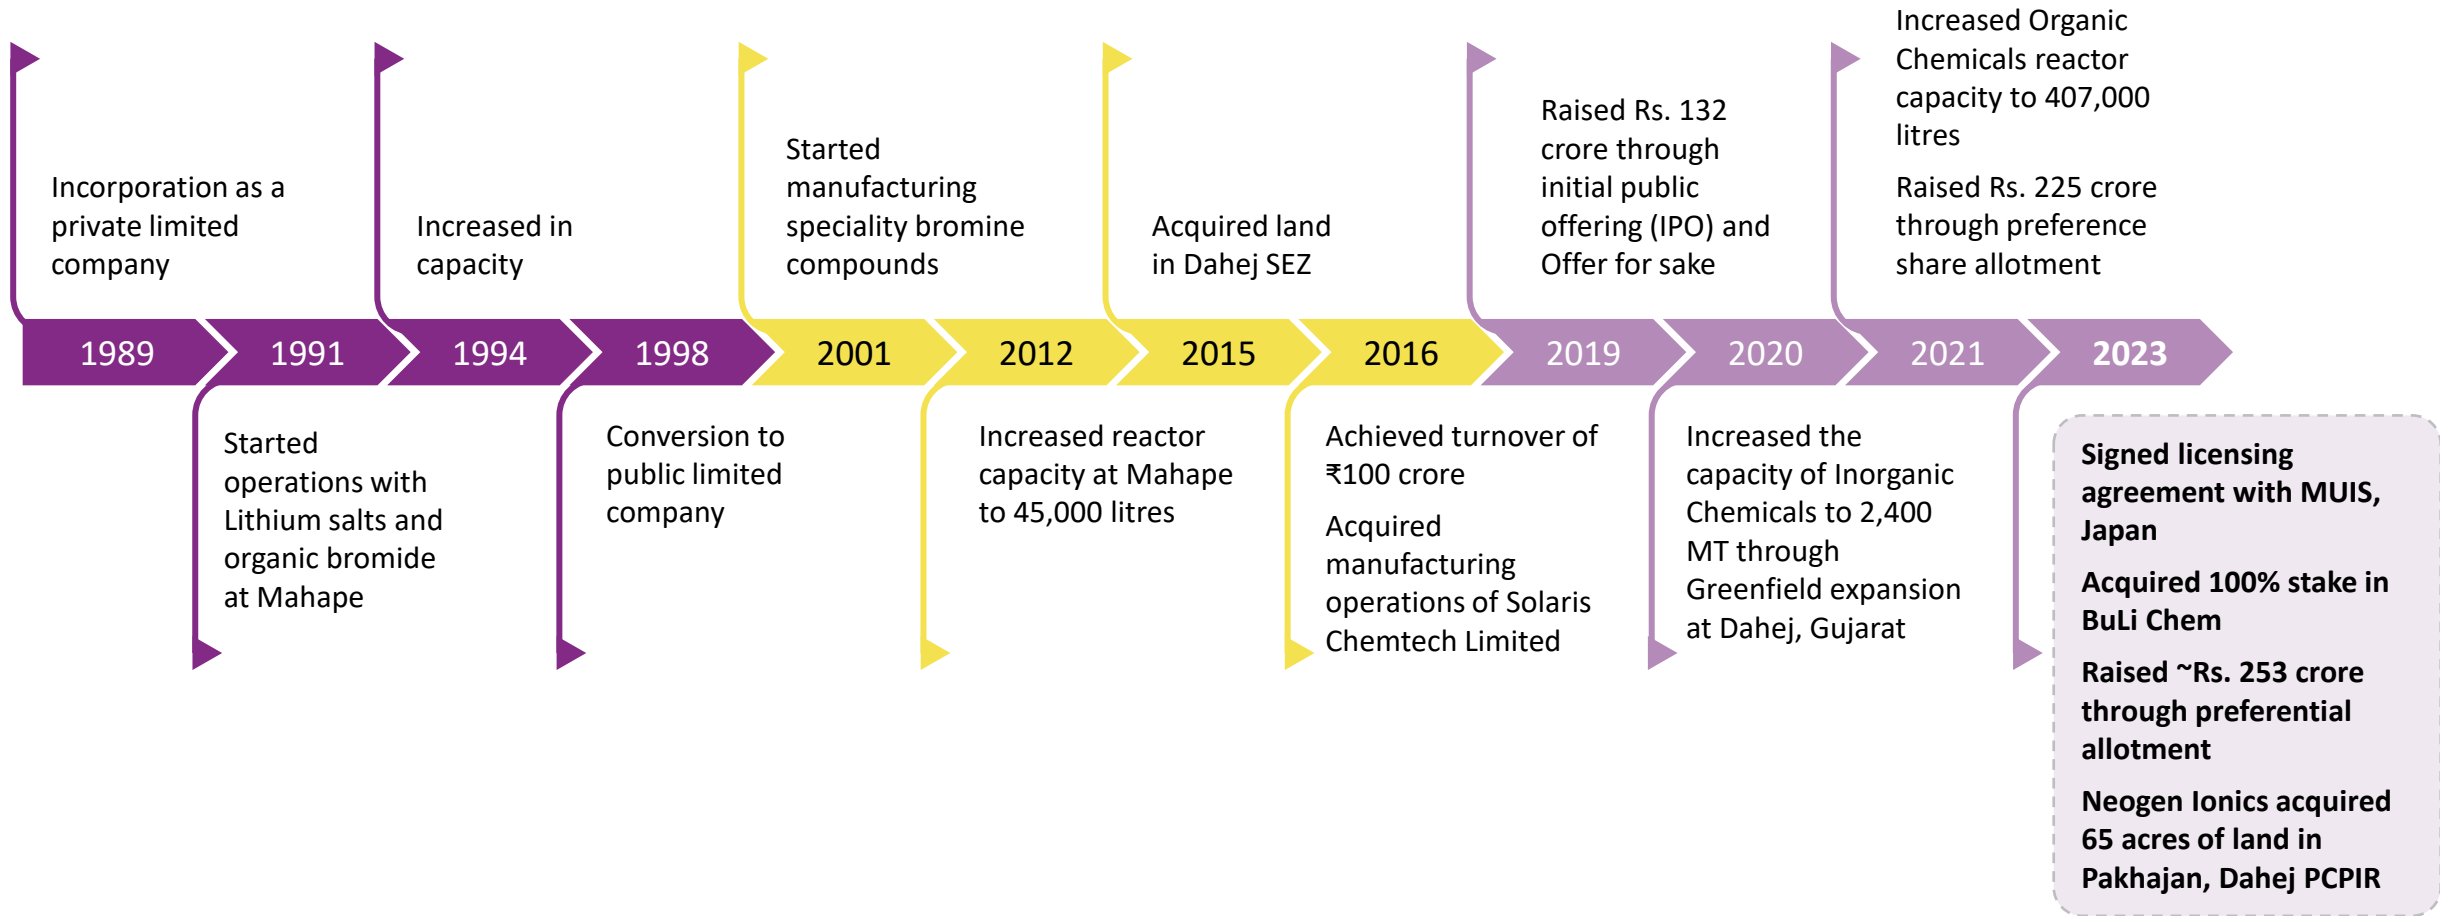 Incorporation as a
private limited
company
Increased in
capacity
Started
manufacturing
speciality bromine
compounds
Acquired land
in Dahej SEZ
Raised Rs. 132
crore through
initial public
offering (IPO) and
Offer for sake
Increased Organic
Chemicals reactor
capacity to 407,000
litres
Raised Rs. 225 crore
through preference
share allotment
1989
1991
1994
1998
2001
2012
2015
2016
2019
2020
2021
2023
Started
operations with
Lithium salts and
organic bromide
at Mahape
Conversion to
public limited
company
Increased reactor
capacity at Mahape
to 45,000 litres
Achieved turnover of
₹100 crore
Acquired
manufacturing
operations of Solaris
Chemtech Limited
Increased the
capacity of Inorganic
Chemicals to 2,400
MT through
Greenfield expansion
at Dahej, Gujarat
Signed licensing
agreement with MUIS,
Japan
Acquired 100% stake in
BuLi Chem
Raised ~Rs. 253 crore
through preferential
allotment
Neogen Ionics acquired
65 acres of land in
Pakhajan, Dahej PCPIR